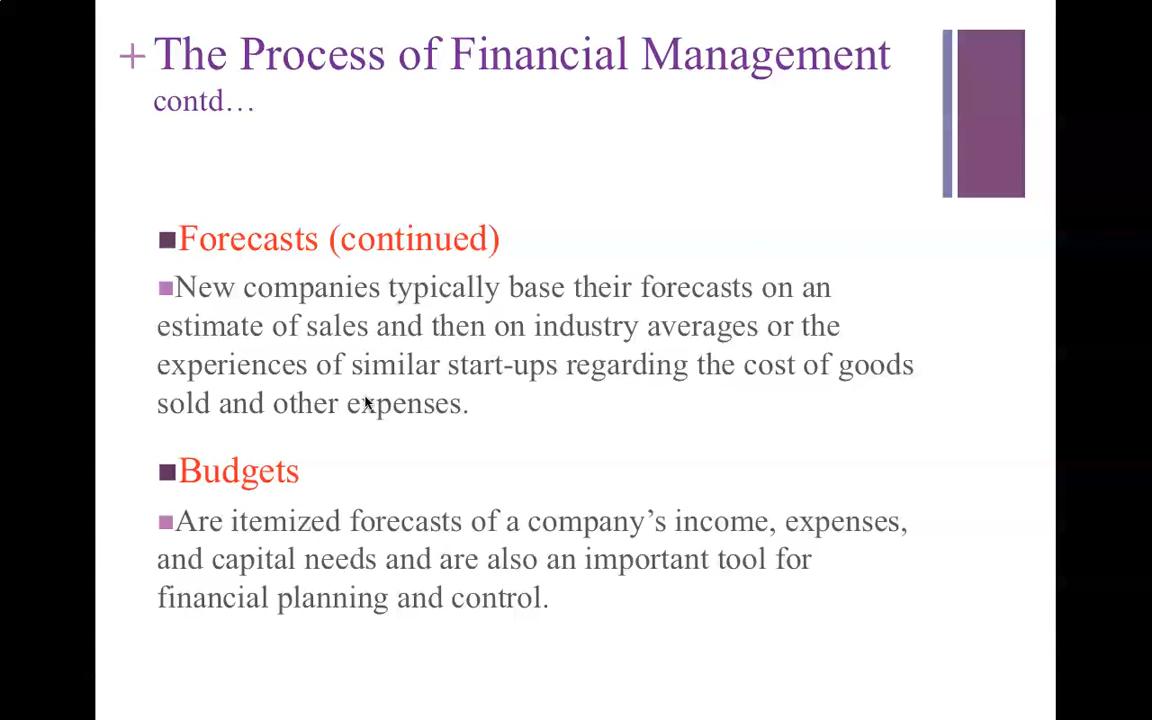 + The Process of Financial Management
contd…
■Forecasts (continued)
■New companies typically base their forecasts on an
estimate of sales and then on industry averages or the
experiences of similar start-ups regarding the cost of goods
sold and other expenses.
■Budgets
■Are itemized forecasts of a company’s income, expenses,
and capital needs and are also an important tool for
financial planning and control.